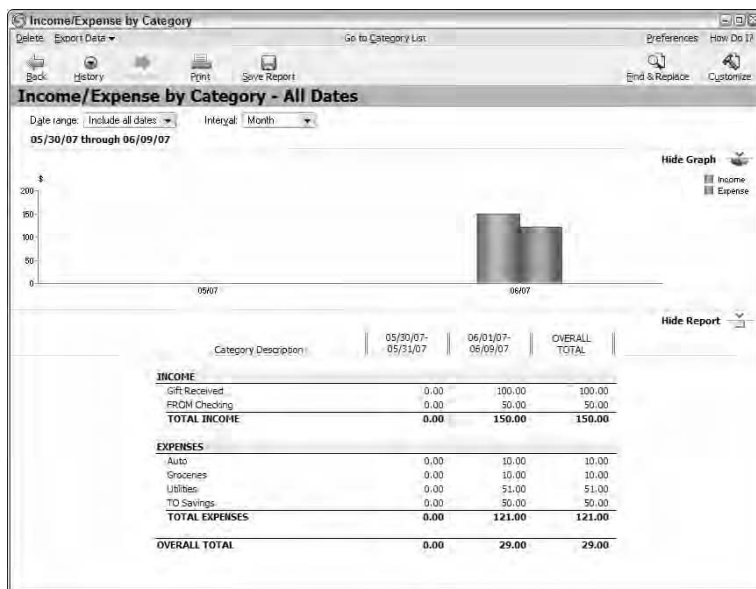 Income/Expense by Category
Delete Export Data Go to Category List Preferences How Do I?
Back History Print Save Report Find & Replace Customize
Income/Expense by Category - All Dates
Date range: Include all dates Interval: Month
05/30/07 through 06/09/07
Hide Graph
$
Income
Expense
200
150
100
50
0
05/07 06/07
Hide Report
Category Description 05/30/07- 05/31/07 06/01/07- 06/09/07 OVERALL TOTAL
INCOME
Gift Received 0.00 100.00 100.00
FROM Checking 0.00 50.00 50.00
TOTAL INCOME 0.00 150.00 150.00
EXPENSES
Auto 0.00 10.00 10.00
Groceries 0.00 10.00 10.00
Utilities 0.00 51.00 51.00
TO Savings 0.00 50.00 50.00
TOTAL EXPENSES 0.00 121.00 121.00
OVERALL TOTAL 0.00 29.00 29.00